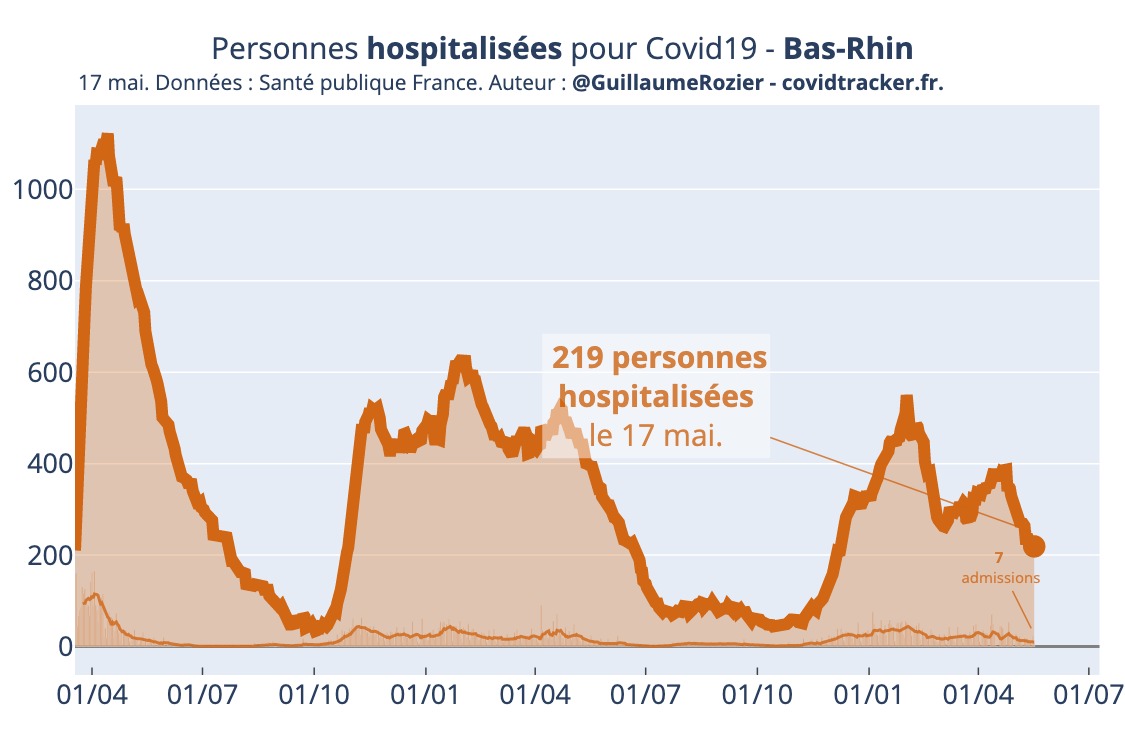 Personnes hospitalisées pour Covid19 - Bas-Rhin
17 mai. Données : Santé publique France. Auteur : @GuillaumeRozier - covidtracker.fr.
1000
800
600
400
200
0
219 personnes
hospitalisées
le 17 mai.
7
admissions
01/04 01/07 01/10 01/01 01/04 01/07 01/10 01/01 01/04 01/07